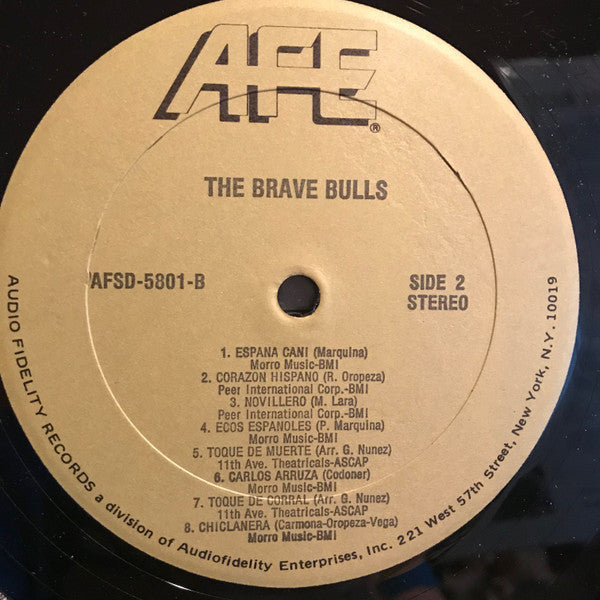 AFE®
THE BRAVE BULLS
AFSD-5801-B
SIDE 2
STEREO
1. ESPANA CANI (Marquina)
Morro Music-BMI
2. CORAZON HISPANO (R. Oropeza)
Peer International Corp.-BMI
3. NOVILLERO (M. Lara)
Peer International Corp.-BMI
4. ECOS ESPANOLES (P. Marquina)
Morro Music-BMI
5. TOQUE DE MUERTE (Arr. G. Nunez)
11th Ave. Theatricals-ASCAP
6. CARLOS ARRUZA (Codoner)
Morro Music-BMI
7. TOQUE DE CORRAL (Arr. G. Nunez)
11th Ave. Theatricals-ASCAP
8. CHICLANERA (Carmona-Oropeza-Vega)
Morro Music-BMI
AUDIO FIDELITY RECORDS a division of Audiofidelity Enterprises, Inc. 221 West 57th Street, New York, N.Y. 10019